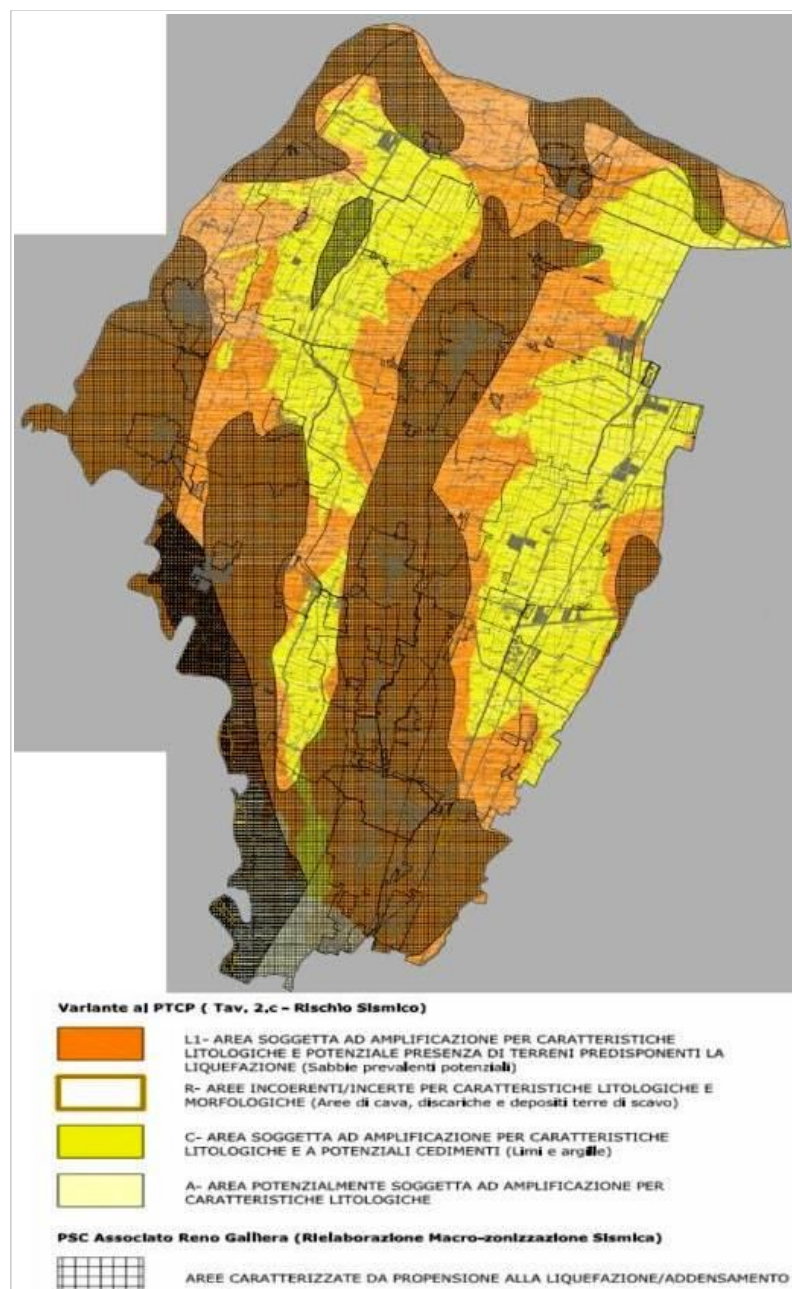 Variante al PTCP ( Tav. 2.c - Rischio Sismico)
L1- AREA SOGGETTA AD AMPLIFICAZIONE PER CARATTERISTICHE
LITOLOGICHE E POTENZIALE PRESENZA DI TERRENI PREDISPONENTI LA
LIQUEFAZIONE (Sabbie prevalenti potenziali)
R- AREE INCOERENTI/INCERTE PER CARATTERISTICHE LITOLOGICHE E
MORFOLOGICHE (Aree di cava, discariche e depositi terre di scavo)
C- AREA SOGGETTA AD AMPLIFICAZIONE PER CARATTERISTICHE
LITOLOGICHE E A POTENZIALI CEDIMENTI (Limi e argille)
A- AREA POTENZIALMENTE SOGGETTA AD AMPLIFICAZIONE PER
CARATTERISTICHE LITOLOGICHE
PSC Associato Reno Galliera (Rielaborazione Macro-zonizzazione Sismica)
AREE CARATTERIZZATE DA PROPENSIONE ALLA LIQUEFAZIONE/ADDENSAMENTO